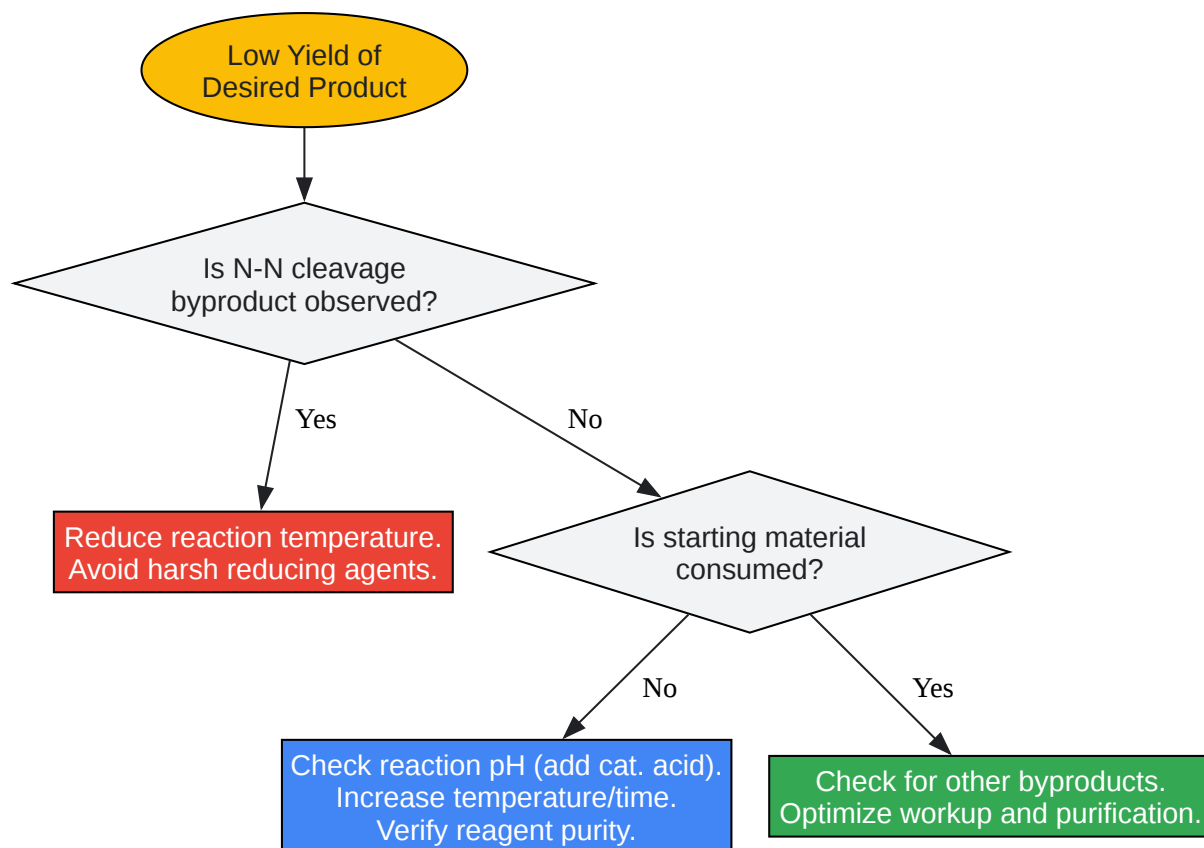 Low Yield of
Desired Product
Is N-N cleavage
byproduct observed?
Yes
No
Reduce reaction temperature.
Avoid harsh reducing agents.
Is starting material
consumed?
No
Yes
Check reaction pH (add cat. acid).
Increase temperature/time.
Verify reagent purity.
Check for other byproducts.
Optimize workup and purification.